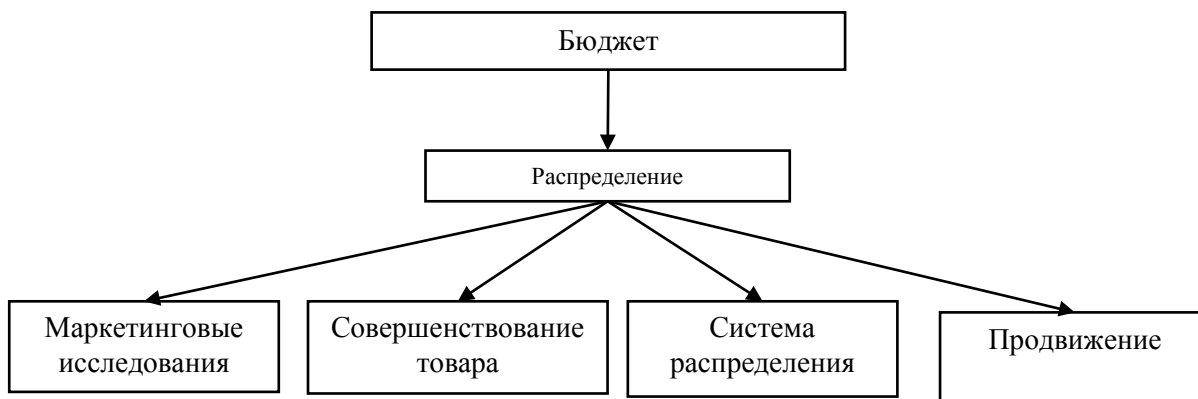 Бюджет
Распределение
Маркетинговые
исследования
Совершенствование
товара
Система
распределения
Продвижение